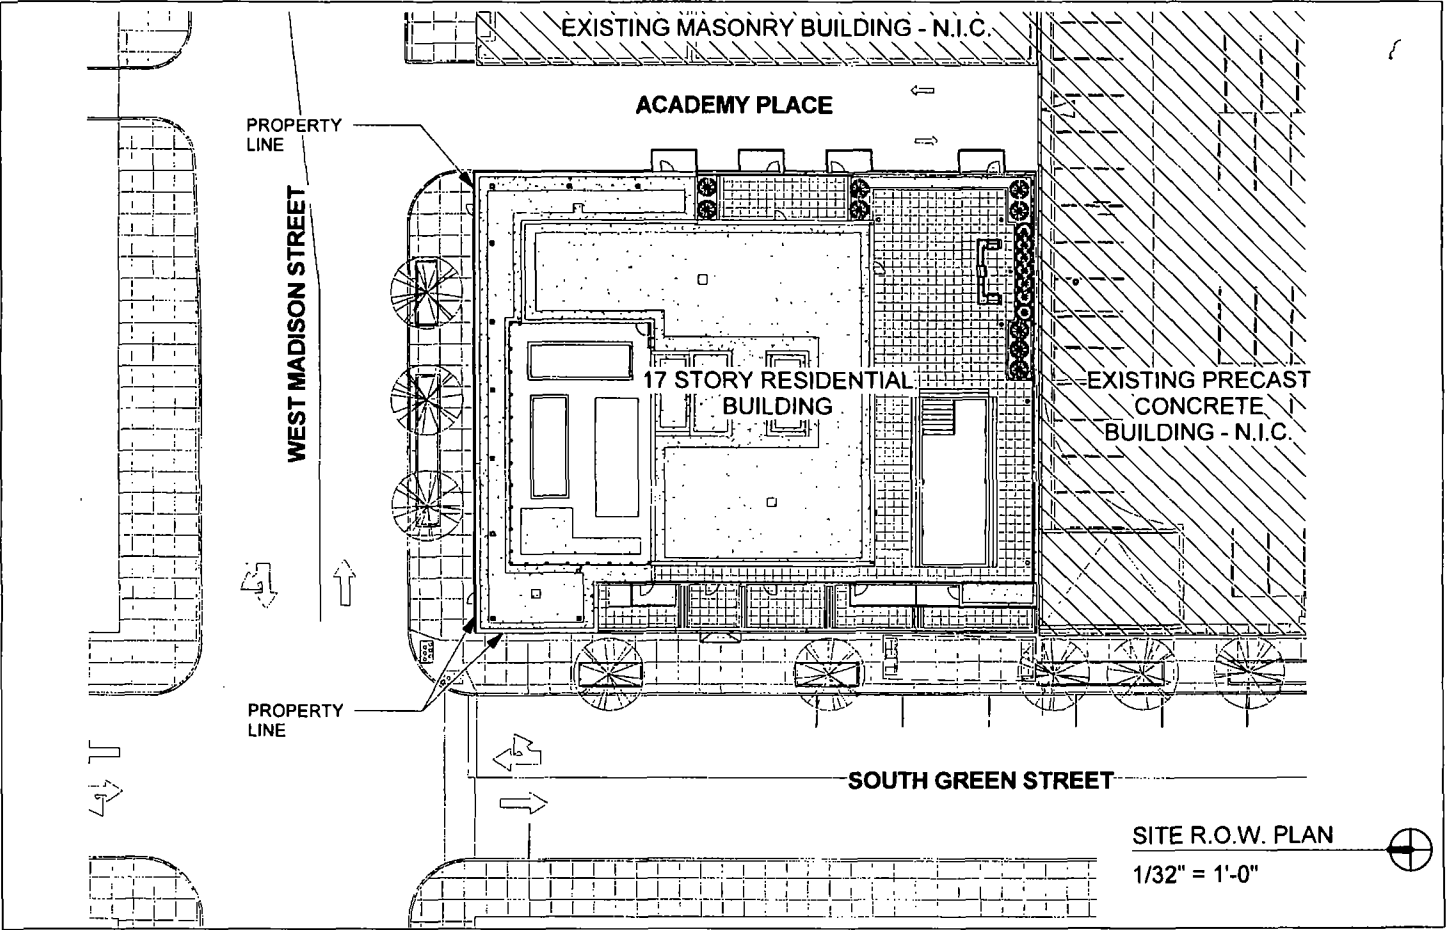 EXISTING MASONRY BUILDING - N.I.C.
ACADEMY PLACE
PROPERTY
LINE
WEST MADISON STREET
17 STORY RESIDENTIAL
BUILDING
EXISTING PRECAST
CONCRETE
BUILDING - N.I.C.
PROPERTY
LINE
SOUTH GREEN STREET
SITE R.O.W. PLAN
1/32" = 1'-0"